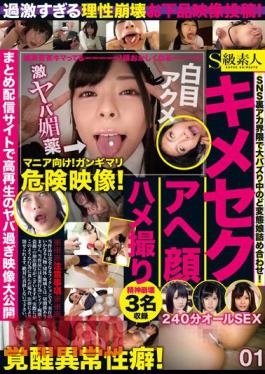 過激すぎる理性崩壊お下品映像投稿!
S級素人
SNS裏アカ界隈で大バズり中のど変態娘詰め合わせ!
キメセク
アヘ顔
ハメ撮り
白目アクメ
激ヤバ媚薬
マニア向け!ガンギマリ
危険映像!
まとめ配信サイトで高再生のヤバ過ぎ映像大公開
精神崩壊
3名
収録
240分オールSEX
覚醒異常性癖!
01